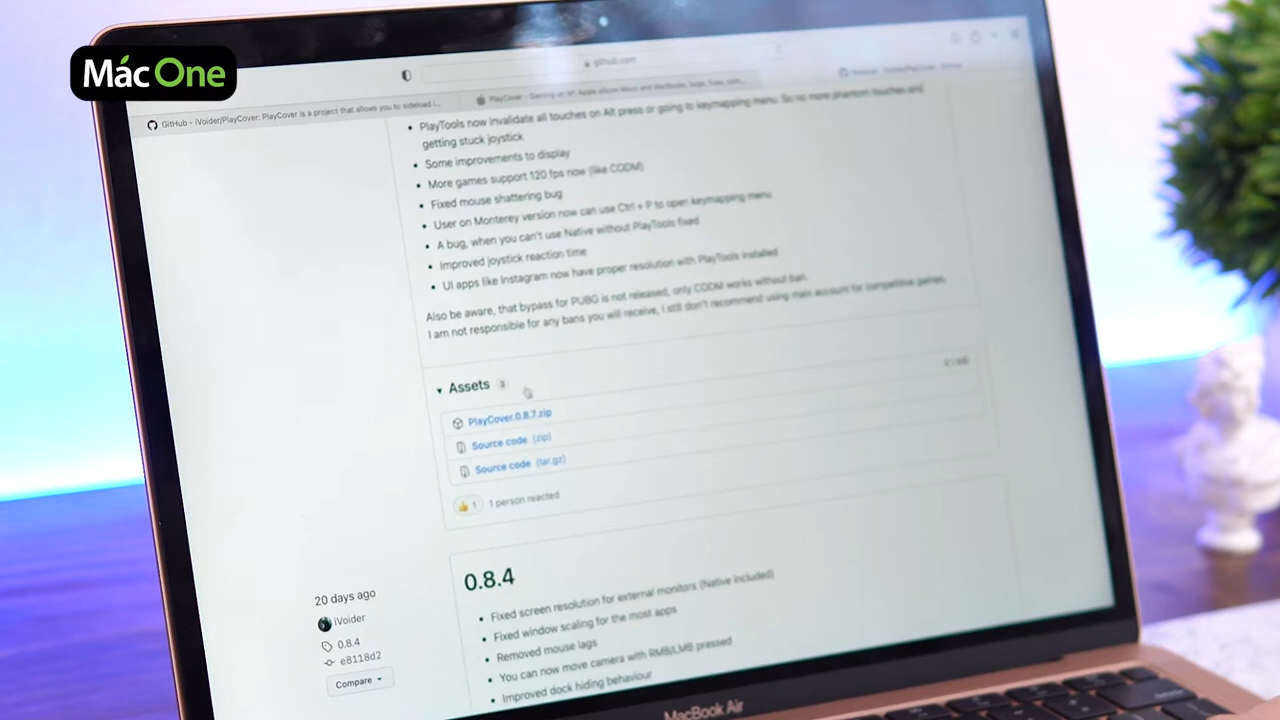 MácOne
github.com
GitHub - iVoider/PlayCover: PlayCover is a project that allows you to sideload i...
PlayCover - Gaming on M1 Apple silicon Macs and MacBooks, bugs, fixes,
• PlayTools now invalidate all touches on Alt press or going to keymapping menu. So no more phantom touches and
getting stuck joystick
• Some improvements to display
• More games support 120 fps now (like CODM)
• Fixed mouse shattering bug
• User on Monterey version now can use Ctrl + P to open keymapping menu
• A bug, when you can't use Native without PlayTools fixed
• Improved joystick reaction time
• UI apps like Instagram now have proper resolution with PlayTools installed
Also be aware, that bypass for PUBG is not released, only CODM works without ban.
I am not responsible for any bans you will receive, I still don't recommend using main account for competitive games.
Assets 3
PlayCover.0.8.7.zip
Source code (zip)
Source code (tar.gz)
1
1 person reacted
20 days ago
iVoider
0.8.4
e8118d2
Compare
0.8.4
• Fixed screen resolution for external monitors (Native included)
• Fixed window scaling for the most apps
• Removed mouse lags
• You can now move camera with RMB/LMB pressed
• Improved dock hiding behaviour
MacBook Air